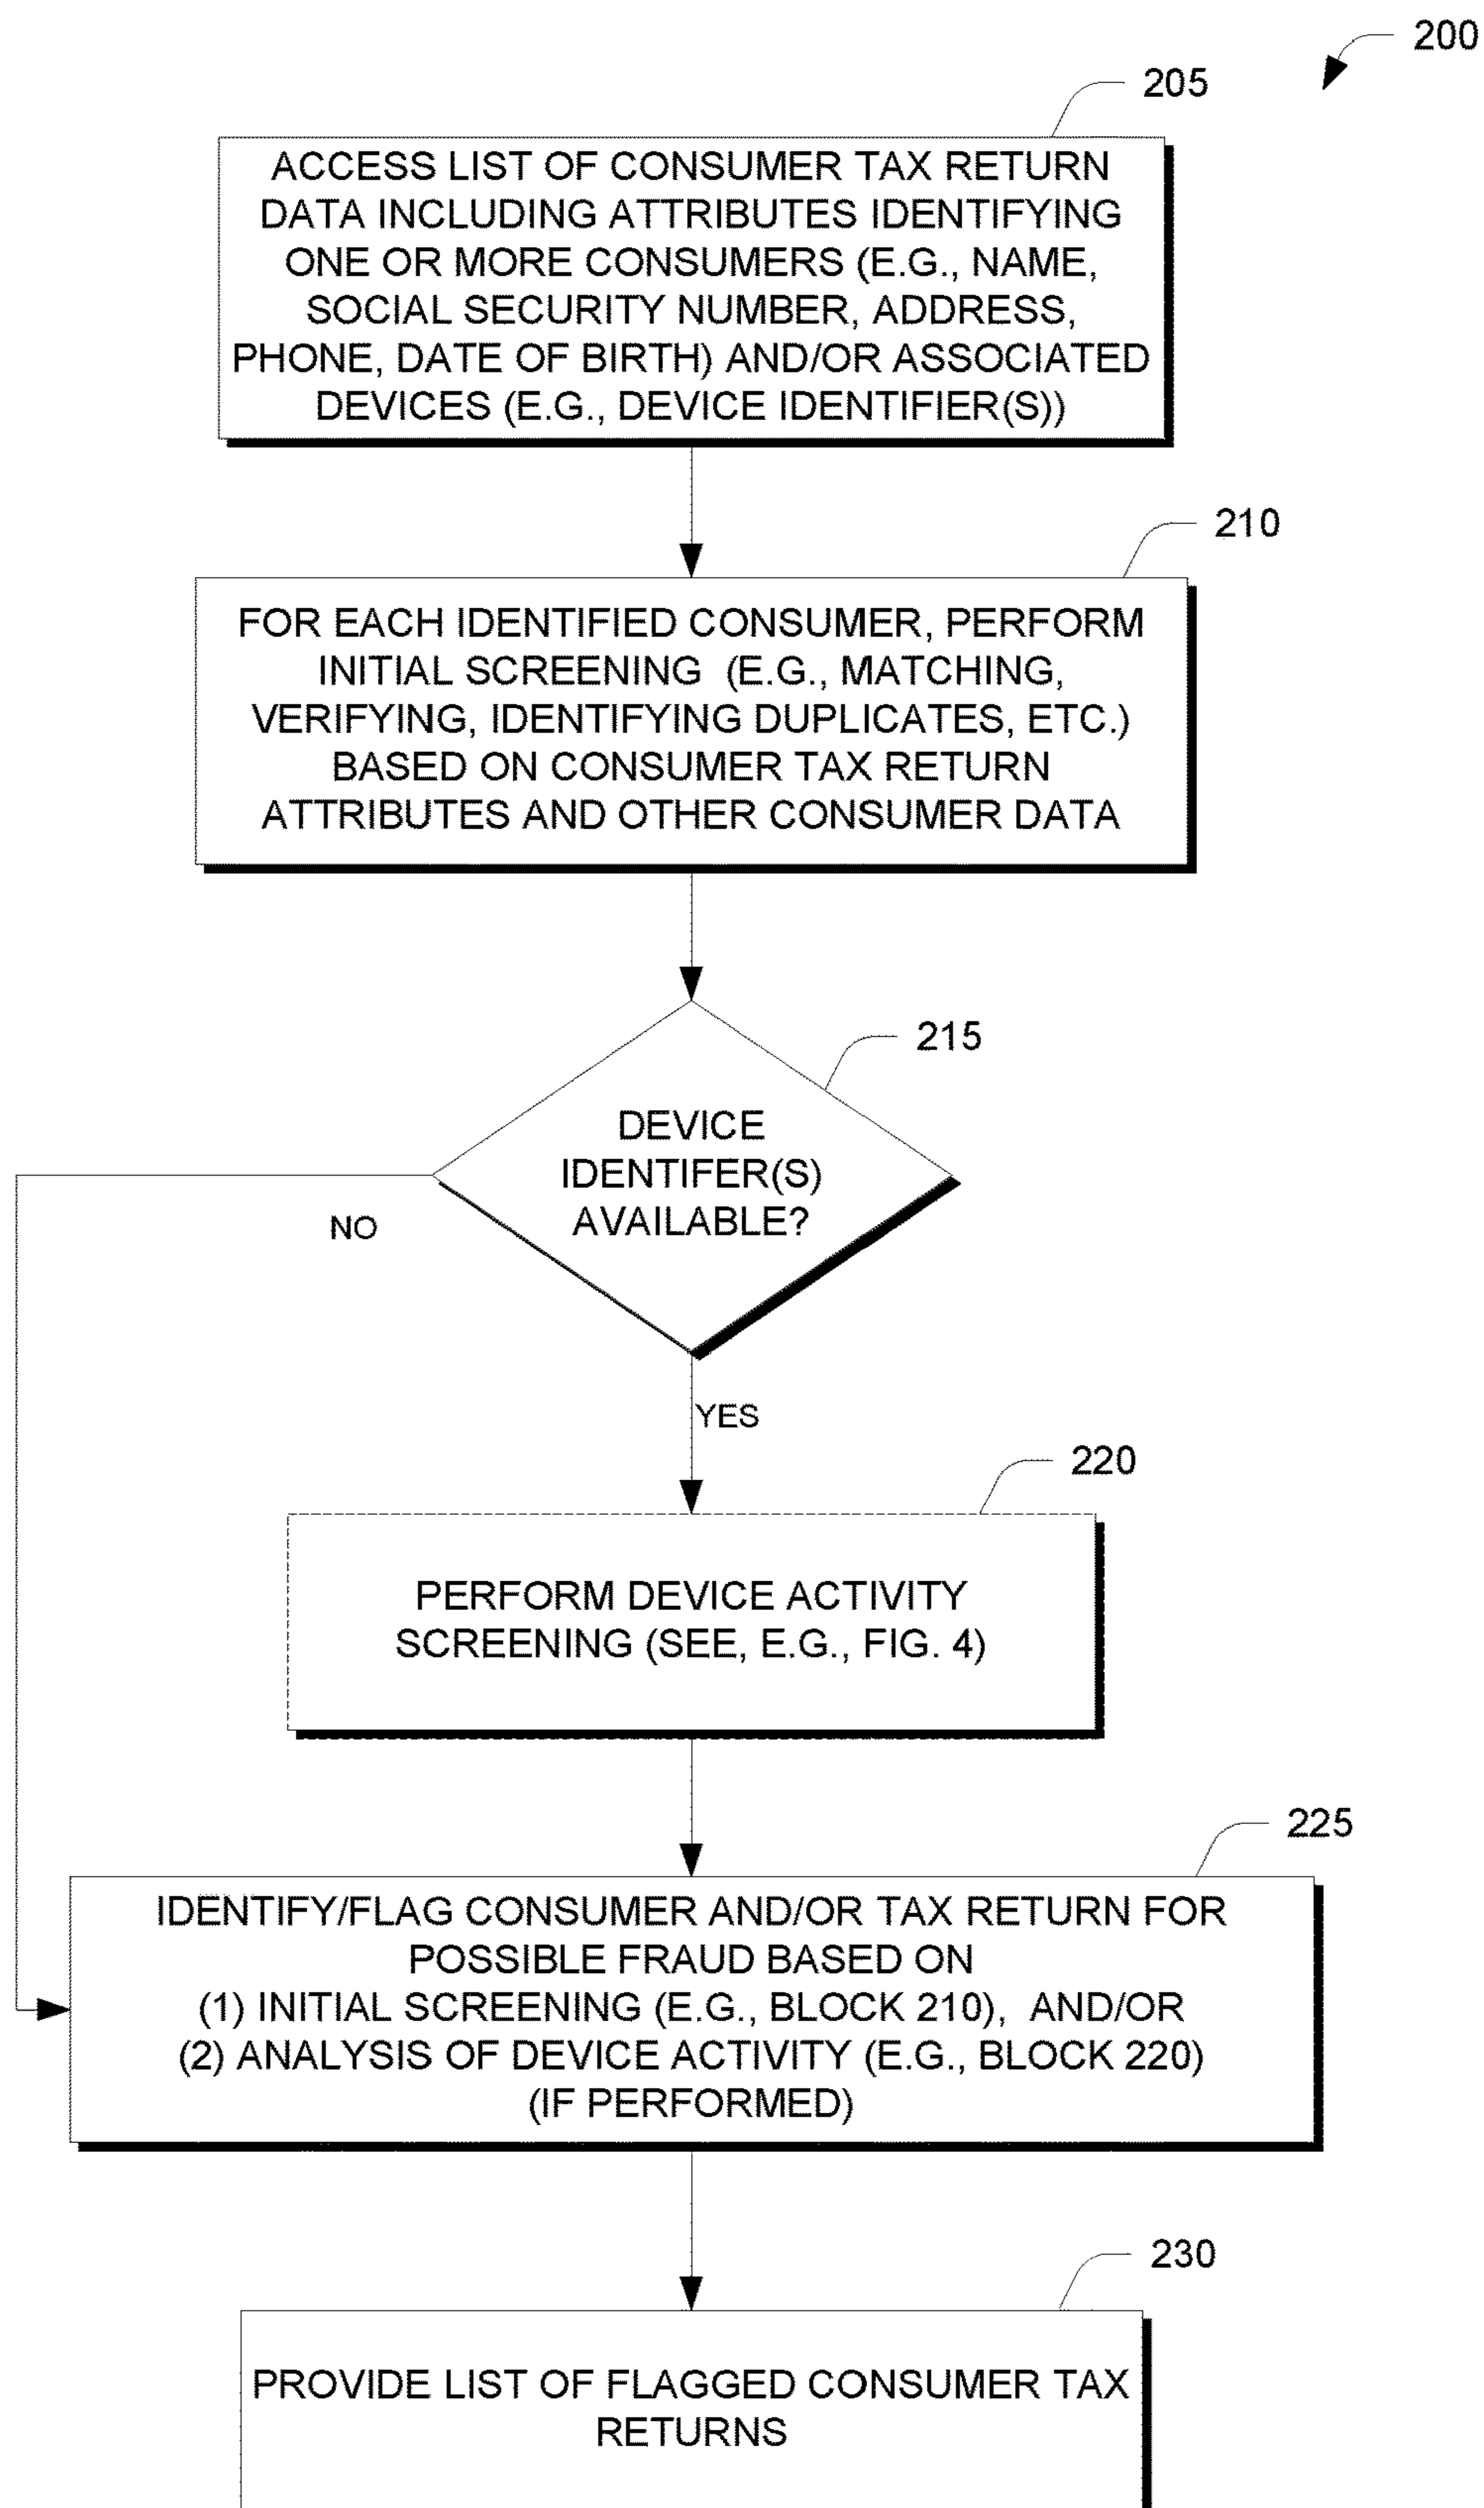 200
205
ACCESS LIST OF CONSUMER TAX RETURN
DATA INCLUDING ATTRIBUTES IDENTIFYING
ONE OR MORE CONSUMERS (E.G., NAME,
SOCIAL SECURITY NUMBER, ADDRESS,
PHONE, DATE OF BIRTH) AND/OR ASSOCIATED
DEVICES (E.G., DEVICE IDENTIFIER(S))
210
FOR EACH IDENTIFIED CONSUMER, PERFORM
INITIAL SCREENING (E.G., MATCHING,
VERIFYING, IDENTIFYING DUPLICATES, ETC.)
BASED ON CONSUMER TAX RETURN
ATTRIBUTES AND OTHER CONSUMER DATA
215
DEVICE
IDENTIFER(S)
AVAILABLE?
NO
YES
220
PERFORM DEVICE ACTIVITY
SCREENING (SEE, E.G., FIG. 4)
225
IDENTIFY/FLAG CONSUMER AND/OR TAX RETURN FOR
POSSIBLE FRAUD BASED ON
(1) INITIAL SCREENING (E.G., BLOCK 210), AND/OR
(2) ANALYSIS OF DEVICE ACTIVITY (E.G., BLOCK 220)
(IF PERFORMED)
230
PROVIDE LIST OF FLAGGED CONSUMER TAX
RETURNS